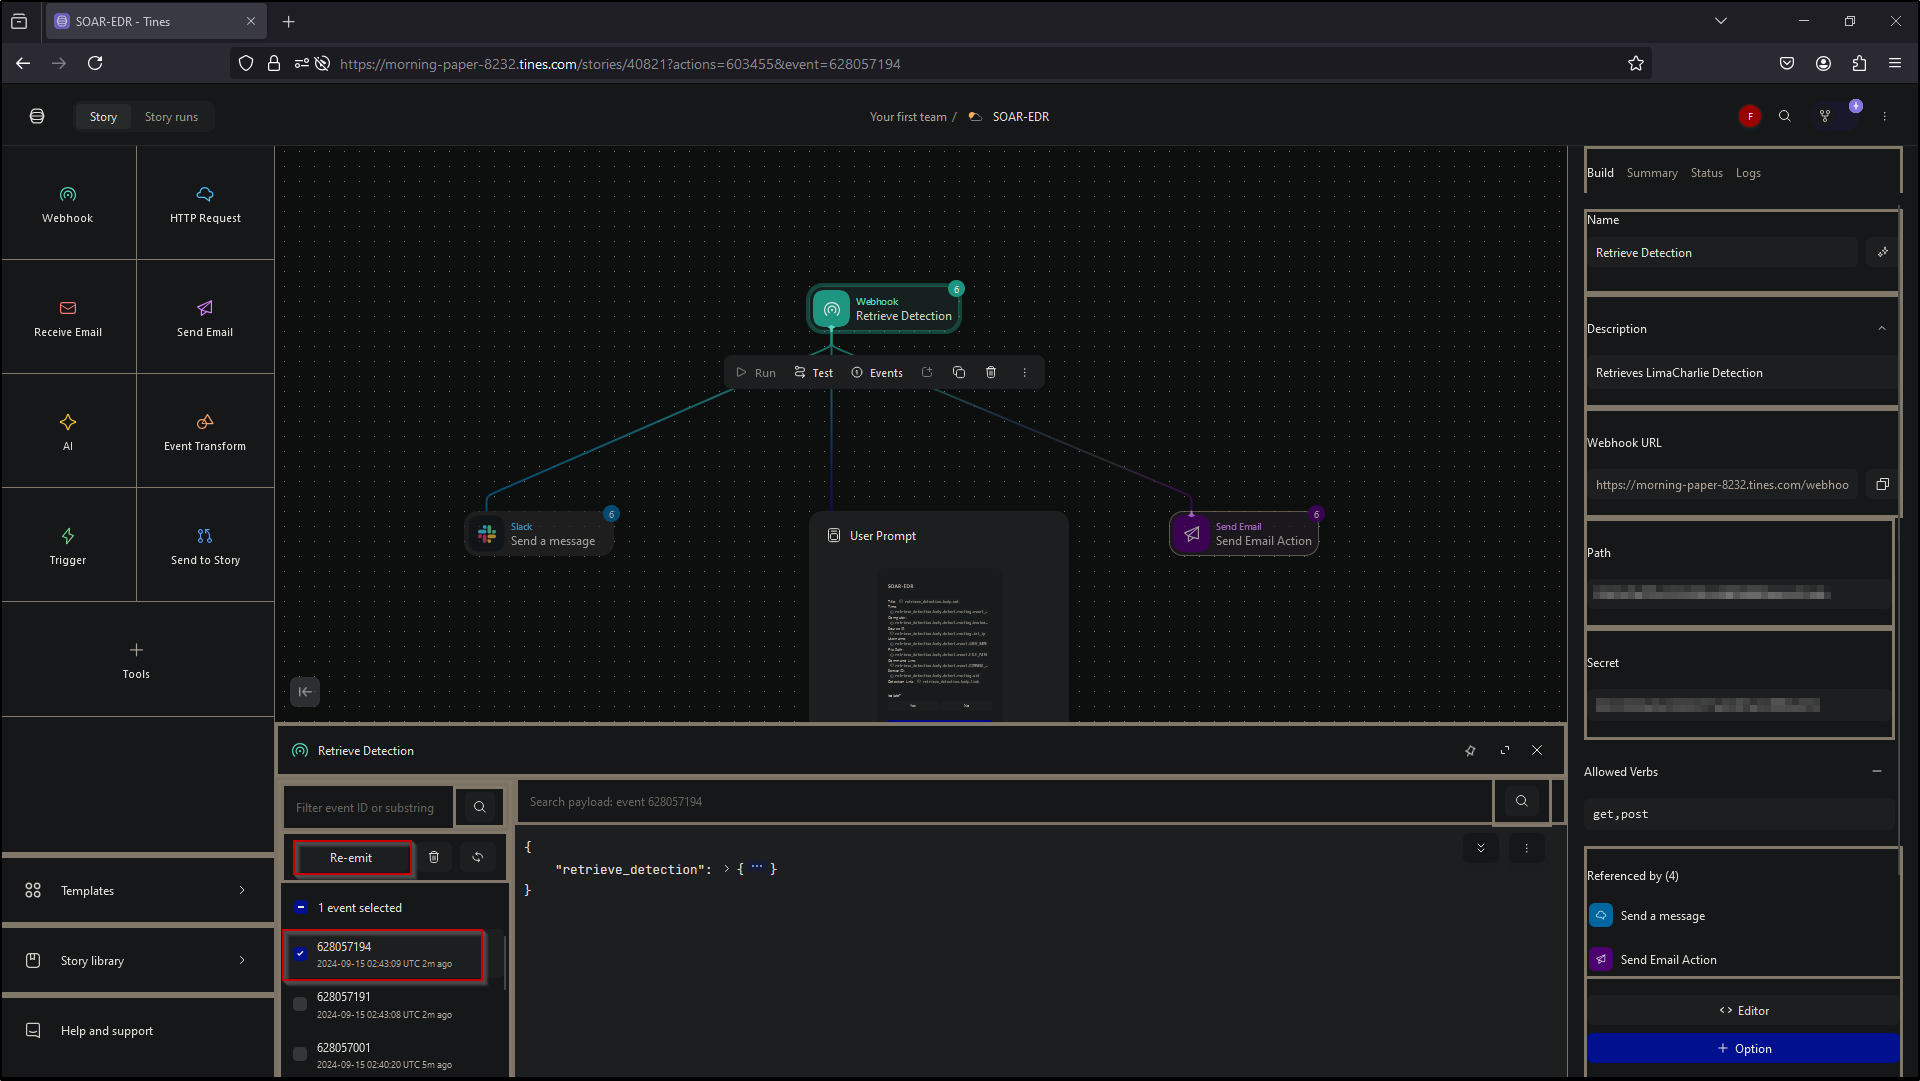 SOAR-EDR - Tines
https://morning-paper-8232.tines.com/stories/40821?actions=603455&event=628057194
Story
Story runs
Your first team /
SOAR-EDR
F
Webhook
HTTP Request
Receive Email
Send Email
AI
Event Transform
Trigger
Send to Story
Tools
Templates
Story library
Help and support
Webhook
Retrieve Detection
6
Run
Test
Events
Slack
Send a message
6
User Prompt
SOAR-EDR
Send Email
Send Email Action
6
Retrieve Detection
Filter event ID or substring
Search payload: event 628057194
Re-emit
1 event selected
628057194
2024-09-15 02:43:09 UTC 2m ago
628057191
2024-09-15 02:43:08 UTC 2m ago
628057001
2024-09-15 02:40:20 UTC 5m ago
{
"retrieve_detection": > { ... }
}
Build
Summary
Status
Logs
Name
Retrieve Detection
Description
Retrieves LimaCharlie Detection
Webhook URL
https://morning-paper-8232.tines.com/webhoo
Path
Secret
Allowed Verbs
get,post
Referenced by (4)
Send a message
Send Email Action
<> Editor
+ Option